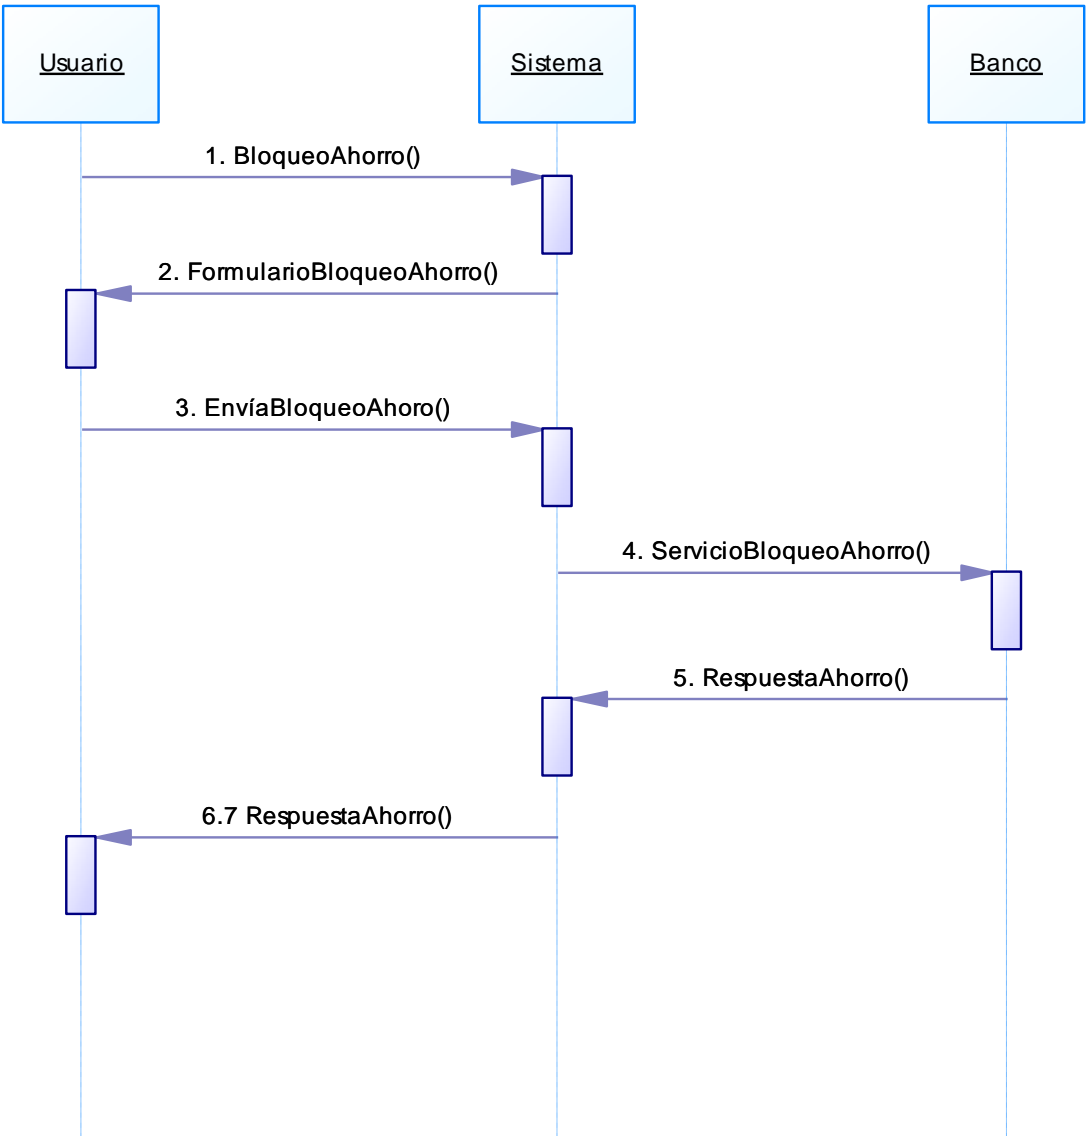 Usuario
Sistema
Banco
1. BloqueoAhorro()
2. FormularioBloqueoAhorro()
3. EnvíaBloqueoAhoro()
4. ServicioBloqueoAhorro()
5. RespuestaAhorro()
6.7 RespuestaAhorro()